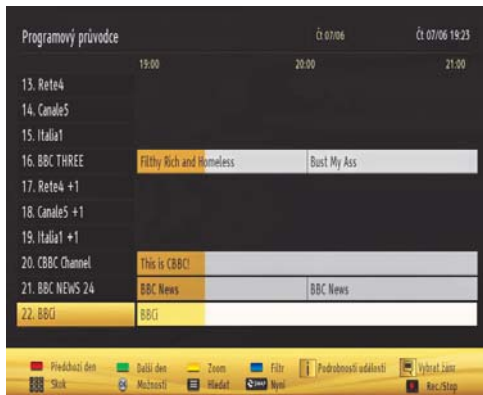 Programový průvodce Čt 07/06 Čt 07/06 19:23
19:00 20:00 21:00
13. Rete4
14. Canale5
15. Italia1
16. BBC THREE Filthy Rich and Homeless Bust My Ass
17. Rete4 +1
18. Canale5 +1
19. Italia1 +1
20. CBBC Channel This is CBBC!
21. BBC NEWS 24 BBC News BBC News
22. BBCi BBCi
Předchozí den Další den Zoom Filtr Podrobnosti události Vybrat žánr
Skok OK Možnosti Hledat Nyní Rec./Stop